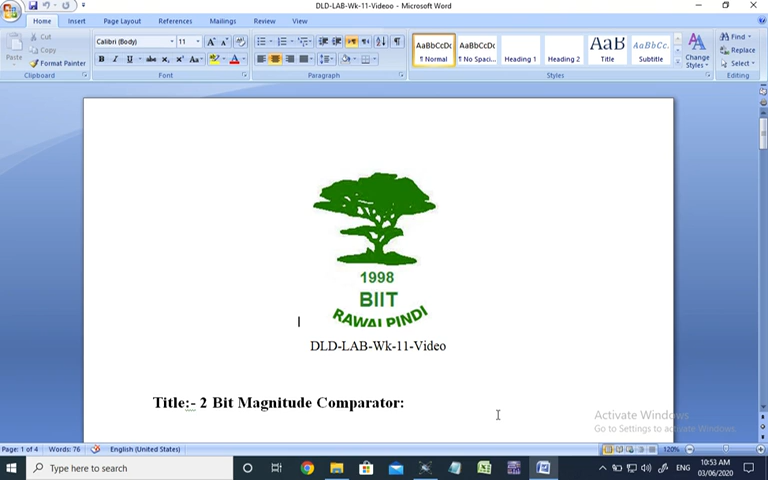 DLD-LAB-Wk-11-Videoo - Microsoft Word
Home Insert Page Layout References Mailings Review View
Cut
Copy
Format Painter
Paste
Clipboard
Calibri (Body) 11
Font
Paragraph
AaBbCcDc AaBbCcDc AaBbCc.
¶ Normal ¶ No Spaci... Heading 1 Heading 2 Title Subtitle
Change Styles
Styles
Find
Replace
Select
Editing
1998
BIIT
RAWALPINDI
DLD-LAB-Wk-11-Video
Title:- 2 Bit Magnitude Comparator:
Activate Windows
Go to Settings to activate Windows.
Page: 1 of 4 Words: 76 English (United States) 120%
Type here to search
ENG
10:53 AM
03/06/2020